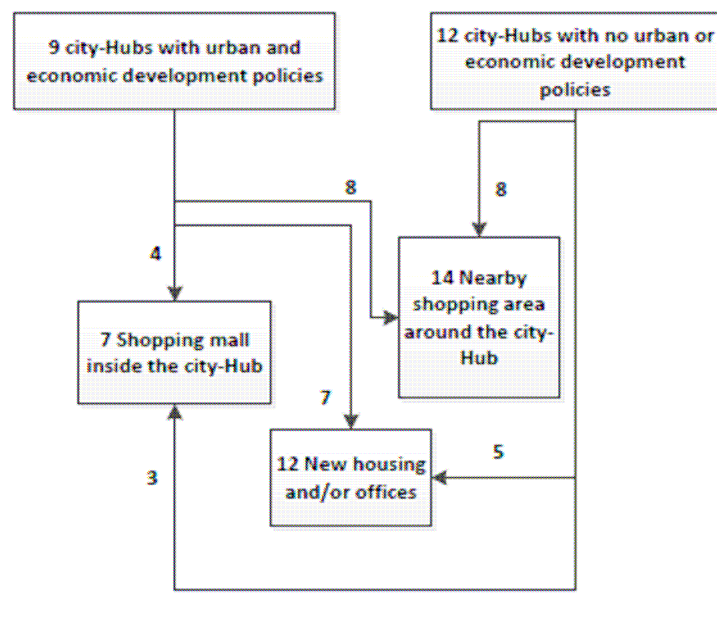 9 city-Hubs with urban and
economic development policies
12 city-Hubs with no urban or
economic development
policies
8
8
4
14 Nearby
shopping area
around the city-
Hub
7 Shopping mall
inside the city-Hub
7
12 New housing
and/or offices
5
3